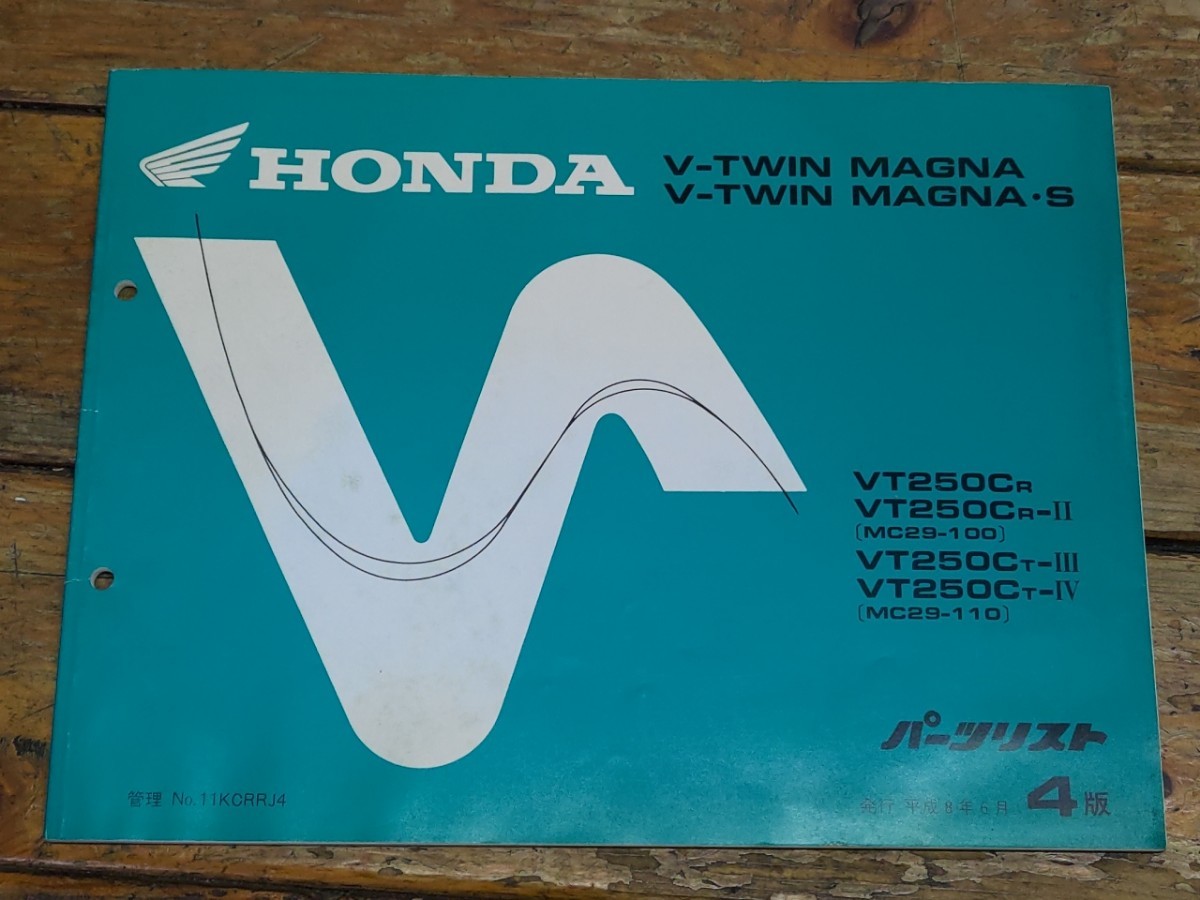 HONDA
V-TWIN MAGNA
V-TWIN MAGNA・S
VT250CR
VT250CR-II
〔MC29-100〕
VT250CT-III
VT250CT-IV
〔MC29-110〕
パーツリスト
管理 No. 11KCRRJ4
発行 平成8年6月 4版